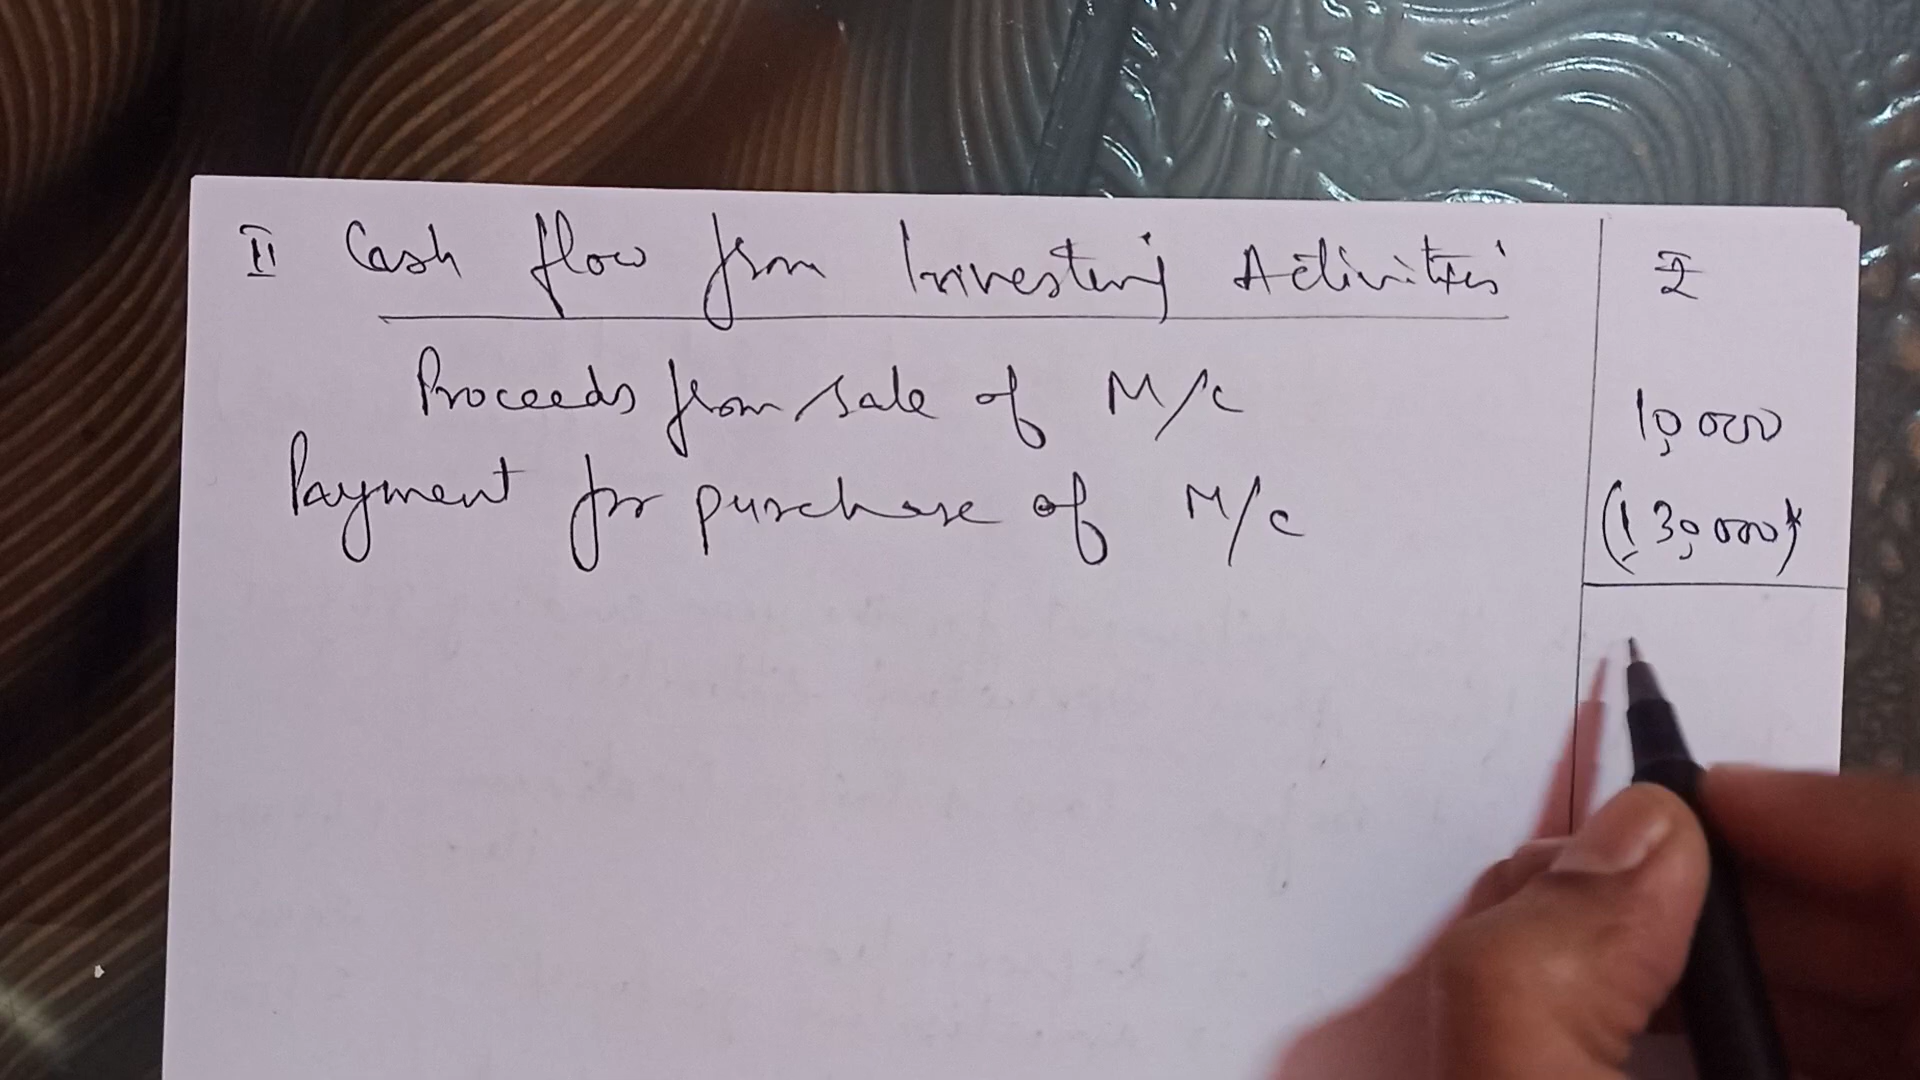 II Cash flow from Investing Activities ₹
Proceeds from sale of M/c 10,000
Payment for purchase of M/c (1,30,000)*